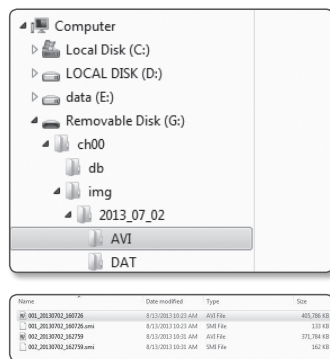 Computer
Local Disk (C:)
LOCAL DISK (D:)
data (E:)
Removable Disk (G:)
ch00
db
img
2013_07_02
AVI
DAT
Name Date modified Type Size
001_20130702_160726 8/13/2013 10:23 AM AVI File 405,786 KB
001_20130702_160726.smi 8/13/2013 10:23 AM SMI File 133 KB
002_20130702_162759 8/13/2013 10:31 AM AVI File 371,784 KB
002_20130702_162759.smi 8/13/2013 10:31 AM SMI File 162 KB